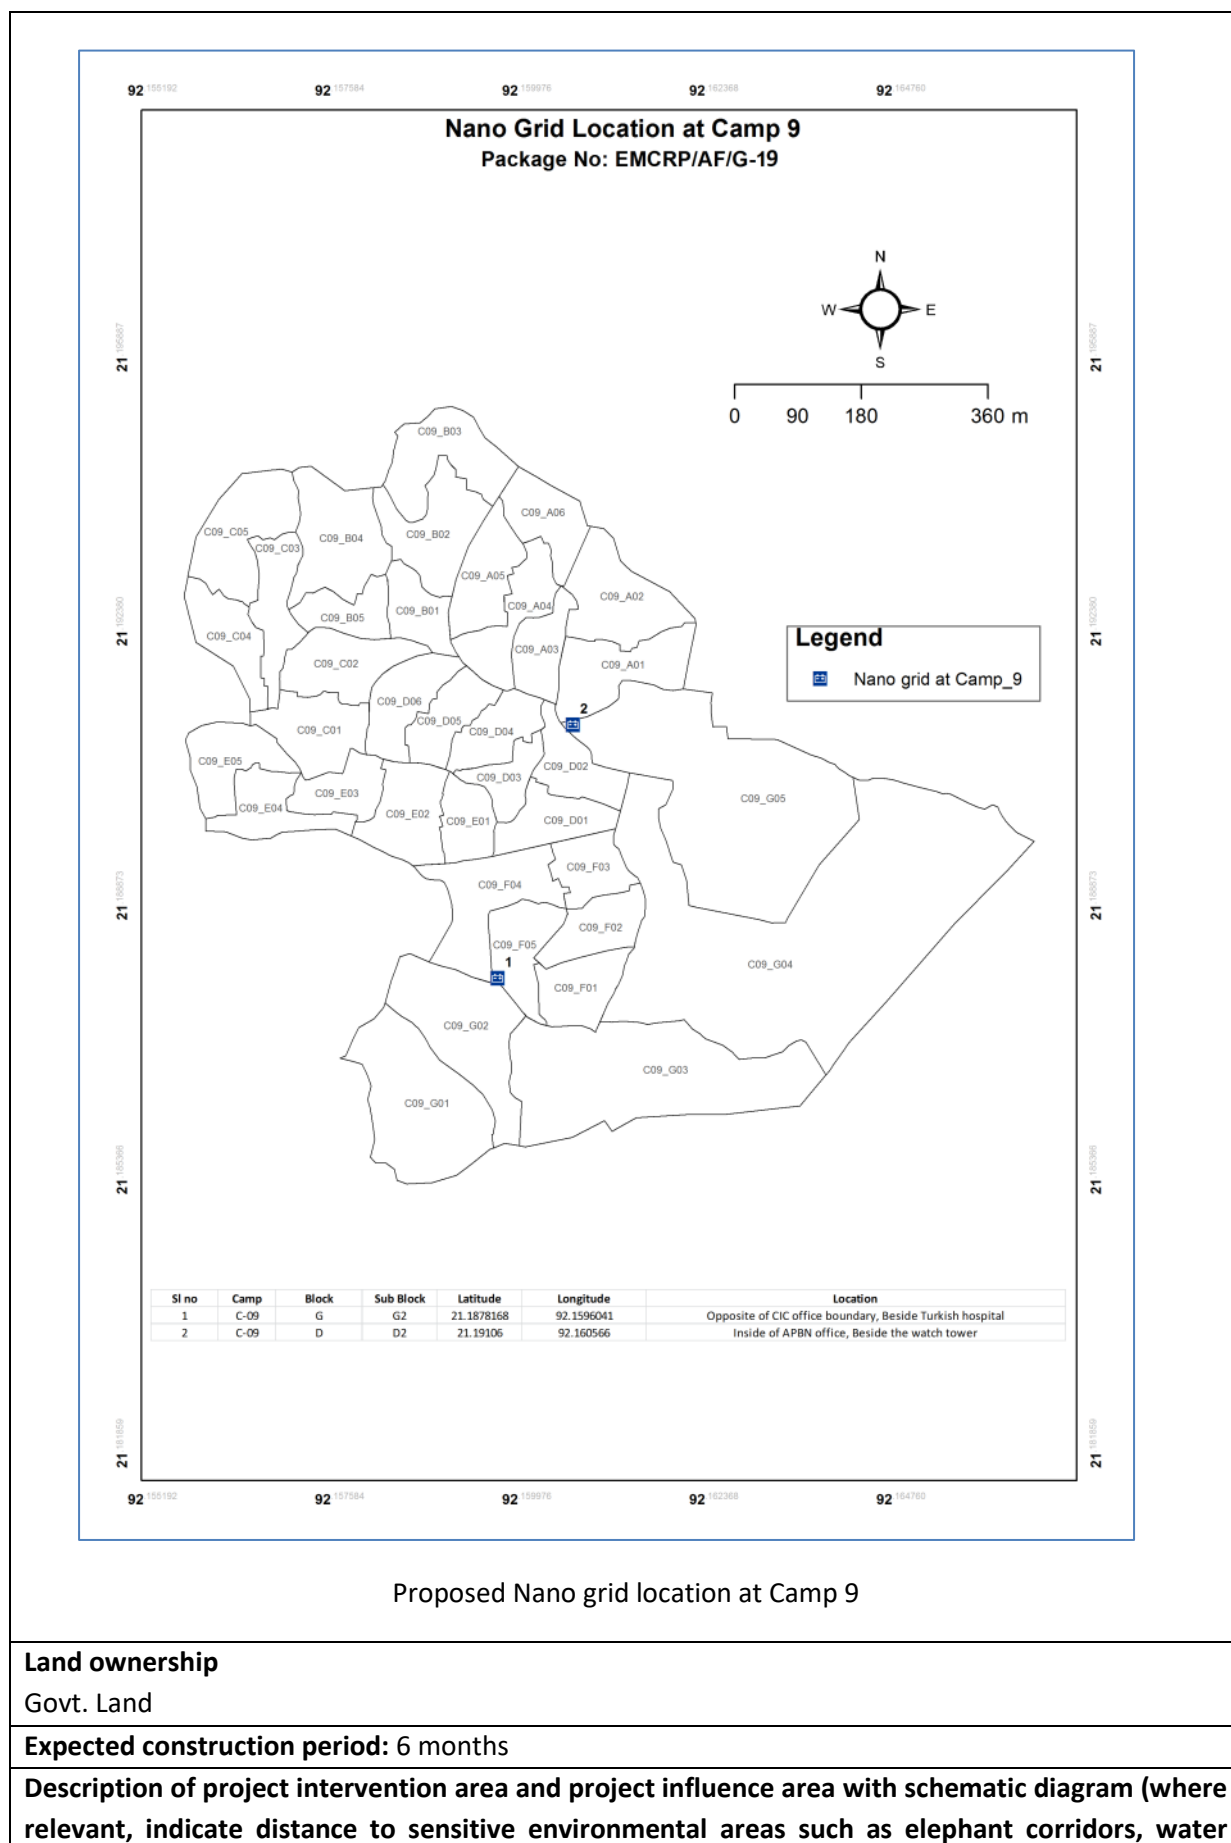 92 155192 92 157584 92 159976 92 162368 92 164760
Nano Grid Location at Camp 9
Package No: EMCRP/AF/G-19
N
W E
S
21 195887 21 195887
0 90 180 360 m
C09_B03
C09_A06
C09_C05 C09_C03 C09_B04 C09_B02
C09_A05 C09_A04 C09_A02
C09_B05 C09_B01
21 192380 21 192380
C09_C04 C09_C02 C09_A03 C09_A01
Legend
Nano grid at Camp_9
C09_D06 2
C09_C01 C09_D05 C09_D04
C09_E05 C09_D03 C09_D02
C09_E04 C09_E03 C09_E02 C09_E01 C09_D01 C09_G05
C09_F03
21 188873 C09_F04 21 188873
C09_F02
C09_F05
1 C09_G04
C09_F01
C09_G02
C09_G03
C09_G01
21 185366 21 185366
Sl no Camp Block Sub Block Latitude Longitude Location
1 C-09 G G2 21.1878168 92.1596041 Opposite of CIC office boundary, Beside Turkish hospital
2 C-09 D D2 21.19106 92.160566 Inside of APBN office, Beside the watch tower
21 181859 21 181859
92 155192 92 157584 92 159976 92 162368 92 164760
Proposed Nano grid location at Camp 9
Land ownership
Govt. Land
Expected construction period: 6 months
Description of project intervention area and project influence area with schematic diagram (where
relevant, indicate distance to sensitive environmental areas such as elephant corridors, water